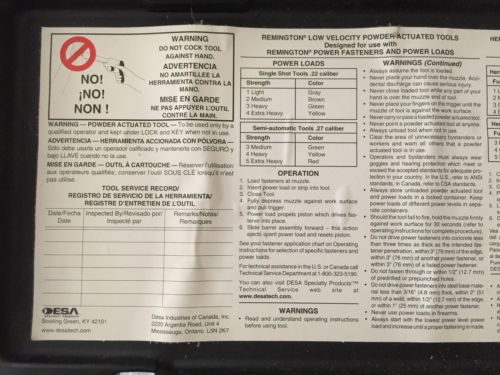 NO!
¡NO!
NON !
WARNING
DO NOT COCK TOOL
AGAINST HAND.
ADVERTENCIA
NO AMARTILLE LA
HERRAMIENTA CONTRA LA
MANO.
MISE EN GARDE
NE PAS APPUYER L'OUTIL
CONTRE LA MAIN.
WARNING — POWDER ACTUATED TOOL — To be used only by a
qualified operator and kept under LOCK and KEY when not in use.
ADVERTENCIA — HERRAMIENTA ACCIONADA CON POLVORA —
Sólo debe usarla un operador calificado y mantenerla con SEGURO y
bajo LLAVE cuando no la use.
MISE EN GARDE — OUTIL À CARTOUCHE — Réserver l'utilisation
aux opérateurs qualifiés; conserver l'outil SOUS CLÉ lorsqu'il n'est
pas utilisé.
TOOL SERVICE RECORD/
REGISTRO DE SERVICIO DE LA HERRAMIENTA/
REGISTRE D'ENTRETIEN DE L'OUTIL
Date/Fecha
Date
Inspected By/Revisado por/
Inspecté par
Remarks/Notas/
Remarques
DESA
Bowling Green, KY 42101
www.desatech.com
Desa Industries of Canada, Inc.
2220 Argentia Road, Unit 4
Mississauga, Ontario L5N 2K7
REMINGTON® LOW VELOCITY POWDER ACTUATED TOOLS
Designed for use with
REMINGTON® POWER FASTENERS AND POWER LOADS
POWER LOADS
Single Shot Tools .22 caliber
Strength Color
1 Light Gray
2 Medium Brown
3 Heavy Green
4 Extra Heavy Yellow
Semi-automatic Tools .27 caliber
Strength Color
3 Medium Green
4 Heavy Yellow
5 Extra Heavy Red
OPERATION
1. Load fasteners at muzzle.
2. Insert power load or strip into tool.
3. Close Tool.
4. Fully depress muzzle against work surface
and pull trigger.
5. Power load propels piston which drives fas-
tener into place.
6. Slide barrel assembly forward – this action
ejects spent power load and resets piston.
See your fastener application chart on Operating
instructions for selection of specific fasteners and
power loads.
For technical assistance in the U.S. or Canada call
Technical Service Department at 1-800-323-5190.
You can also visit DESA Specialty Products™
Technical Service web site at
www.desatech.com.
WARNINGS
• Read and understand operating instructions
before using tool.
WARNINGS (Continued)
• Always assume the tool is loaded.
• Never place your hand over the muzzle. Acci-
dental discharge can cause serious injury.
• Never close loaded tool while any part of your
hand is over the muzzle end of tool.
• Never place your fingers on the trigger until the
muzzle of tool is against the work surface.
• Never carry or pass a loaded powder actuated tool.
• Never point a powder actuated tool at anyone.
• Always unload tool when not in use.
• Clear the area of unnecessary bystanders or
workers and warn all others that a powder
actuated tool is in use.
• Operators and bystanders must always wear
goggles and hearing protection which meet or
exceed the accepted standards for adequate pro-
tection in your country. In the U.S. refer to ANSI
standards; in Canada, refer to CSA standards.
• Always store unloaded powder actuated tool
and power loads in a locked container. Keep
power loads of different power levels in sepa-
rate containers.
• Should the tool fail to fire, hold the muzzle firmly
against work surface for 30 seconds (refer to
operating instructions for complete procedure).
• Do not drive power fasteners into concrete less
than three times as thick as the intended fas-
tener penetration, within 3" (76 mm) of the edge,
within 3" (76 mm) of another power fastener, or
within 3" (76 mm) of a failed power fastener.
• Do not fasten through or within 1/2" (12.7 mm)
of predrilled or prepunched holes.
• Do not drive power fasteners into steel base mat-
erial less than 3/16" (4.8 mm) thick, within 2" (51
mm) of a weld, within 1/2" (12.7 mm) of the edge,
or within 1" (25 mm) of another power fastener.
• Never use power loads in firearms.
• Always start with the lowest level power
load and increase until a proper fastening is made.